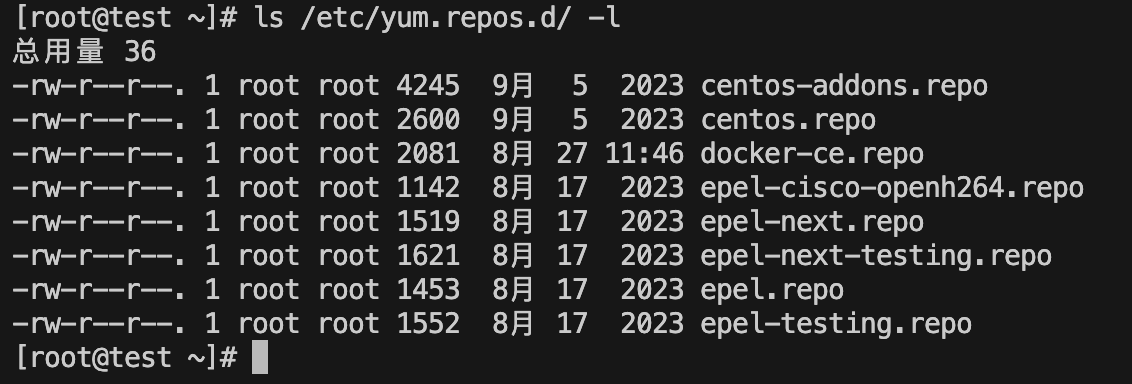 [root@test ~]# ls /etc/yum.repos.d/ -l
总用量 36
-rw-r--r--. 1 root root 4245  9月  5  2023 centos-addons.repo
-rw-r--r--. 1 root root 2600  9月  5  2023 centos.repo
-rw-r--r--. 1 root root 2081  8月 27 11:46 docker-ce.repo
-rw-r--r--. 1 root root 1142  8月 17  2023 epel-cisco-openh264.repo
-rw-r--r--. 1 root root 1519  8月 17  2023 epel-next.repo
-rw-r--r--. 1 root root 1621  8月 17  2023 epel-next-testing.repo
-rw-r--r--. 1 root root 1453  8月 17  2023 epel.repo
-rw-r--r--. 1 root root 1552  8月 17  2023 epel-testing.repo
[root@test ~]#